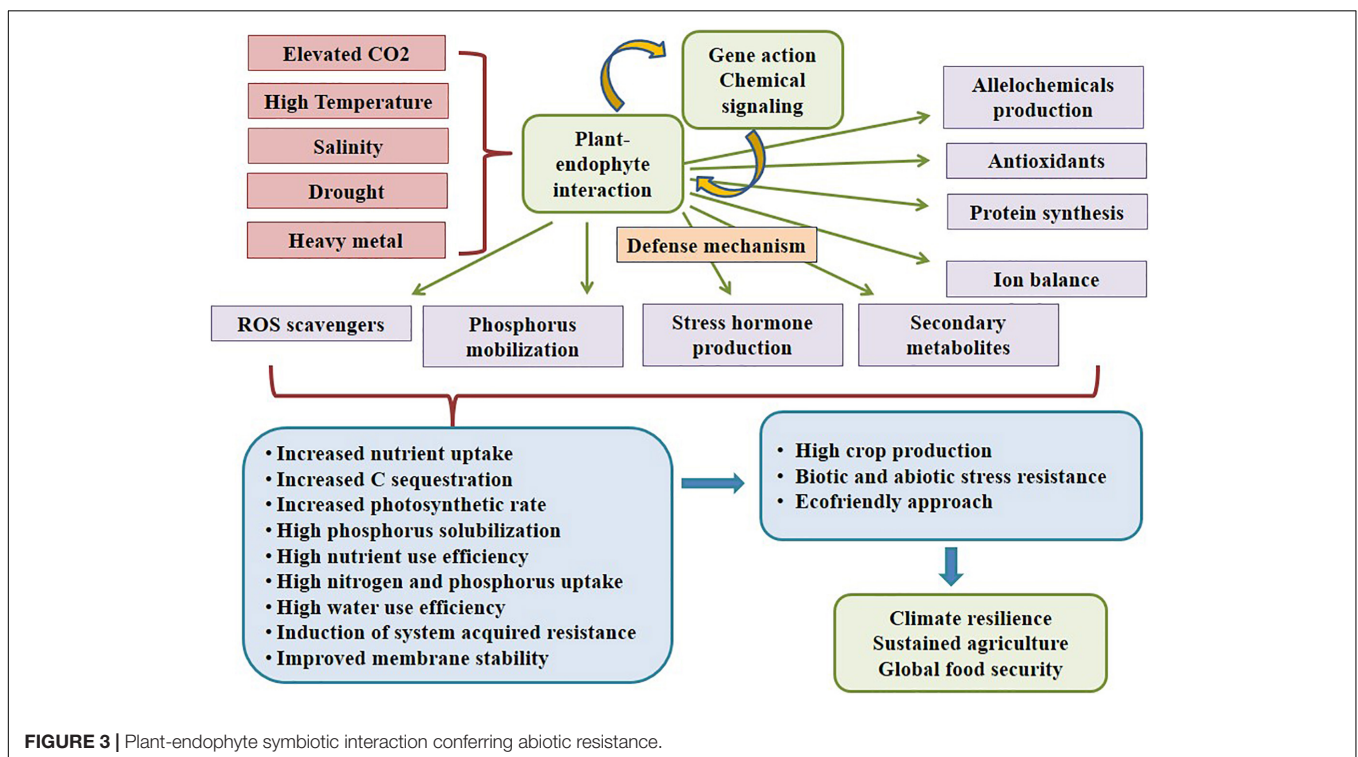 Elevated CO2
High Temperature
Salinity
Drought
Heavy metal
Plant-
endophyte
interaction
Gene action
Chemical
signaling
Allelochemicals
production
Antioxidants
Protein synthesis
Ion balance
Defense mechanism
ROS scavengers
Phosphorus
mobilization
Stress hormone
production
Secondary
metabolites
• Increased nutrient uptake
• Increased C sequestration
• Increased photosynthetic rate
• High phosphorus solubilization
• High nutrient use efficiency
• High nitrogen and phosphorus uptake
• High water use efficiency
• Induction of system acquired resistance
• Improved membrane stability
• High crop production
• Biotic and abiotic stress resistance
• Ecofriendly approach
Climate resilience
Sustained agriculture
Global food security
FIGURE 3 | Plant-endophyte symbiotic interaction conferring abiotic resistance.